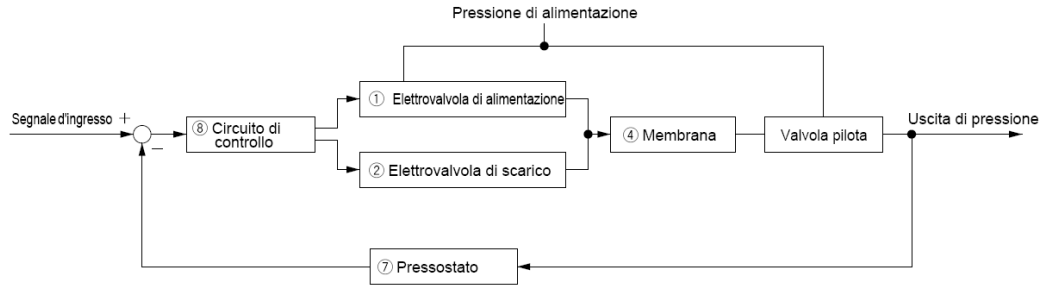 Pressione di alimentazione
① Elettrovalvola di alimentazione
Segnale d'ingresso +
−
⑧ Circuito di
controllo
② Elettrovalvola di scarico
④ Membrana
Valvola pilota
Uscita di pressione
⑦ Pressostato